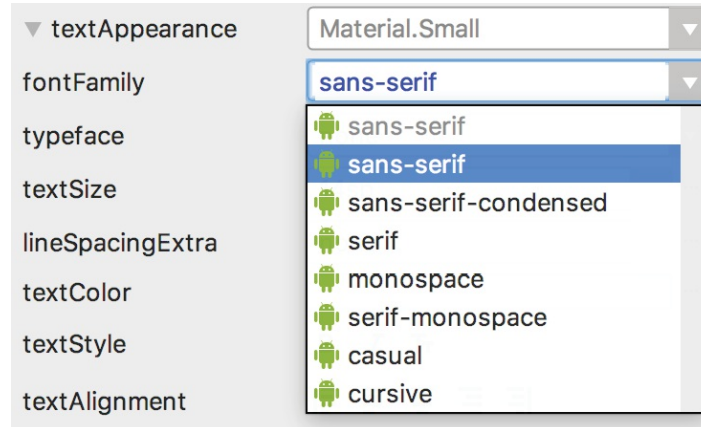 textAppearance Material.Small
fontFamily sans-serif
typeface sans-serif
sans-serif
textSize sans-serif-condensed
lineSpacingExtra serif
textColor monospace
serif-monospace
textStyle casual
textAlignment cursive